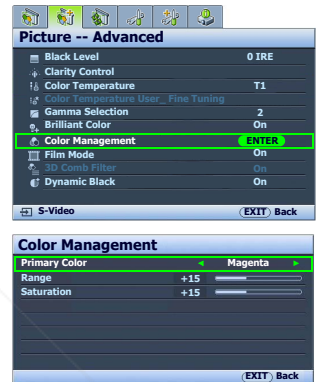 Picture -- Advanced
Black Level 0 IRE
Clarity Control
Color Temperature T1
Color Temperature User_ Fine Tuning
Gamma Selection 2
Brilliant Color On
Color Management ENTER
Film Mode On
3D Comb Filter On
Dynamic Black On
S-Video EXIT Back
Color Management
Primary Color Magenta
Range +15
Saturation +15
EXIT Back